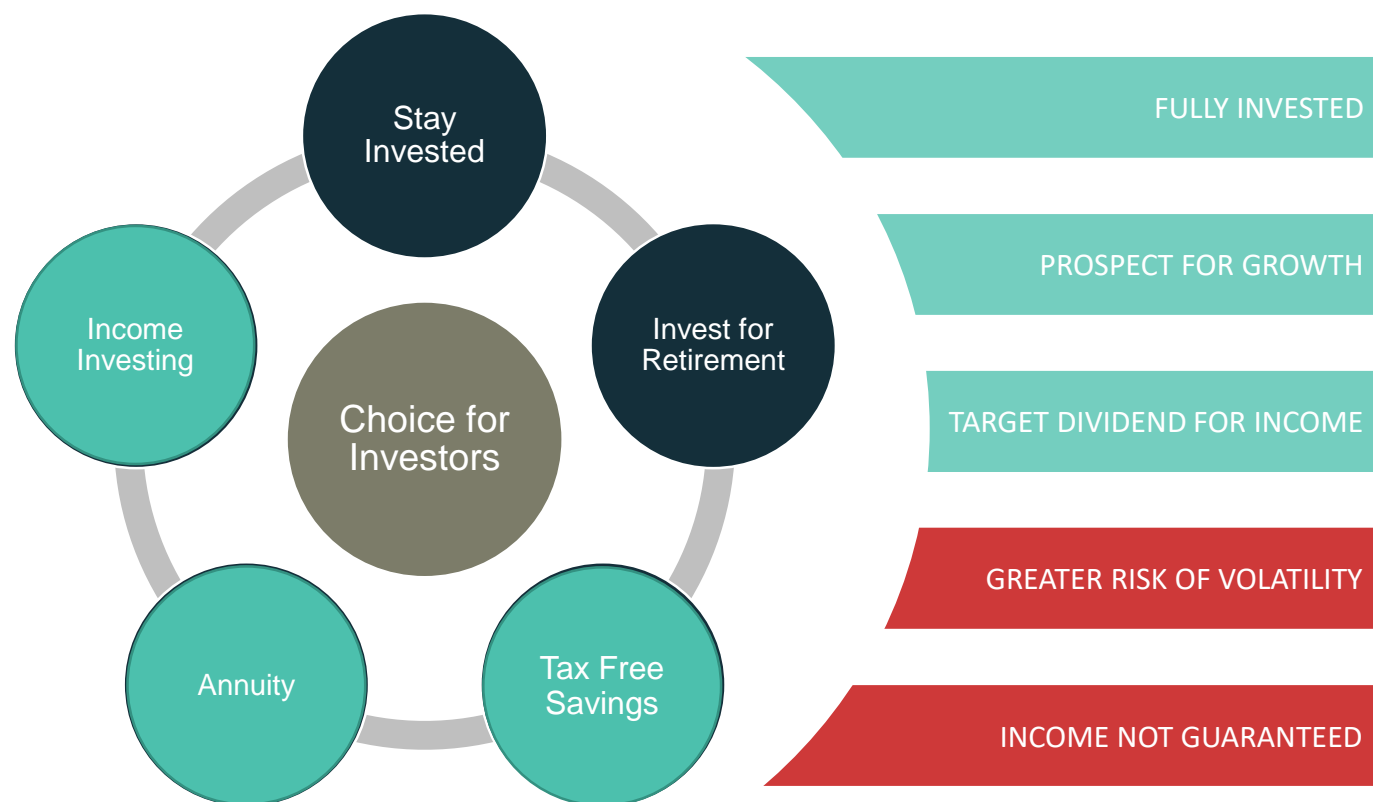 Stay
Invested
Invest for
Retirement
Tax Free
Savings
Annuity
Income
Investing
Choice for
Investors
FULLY INVESTED
PROSPECT FOR GROWTH
TARGET DIVIDEND FOR INCOME
GREATER RISK OF VOLATILITY
INCOME NOT GUARANTEED